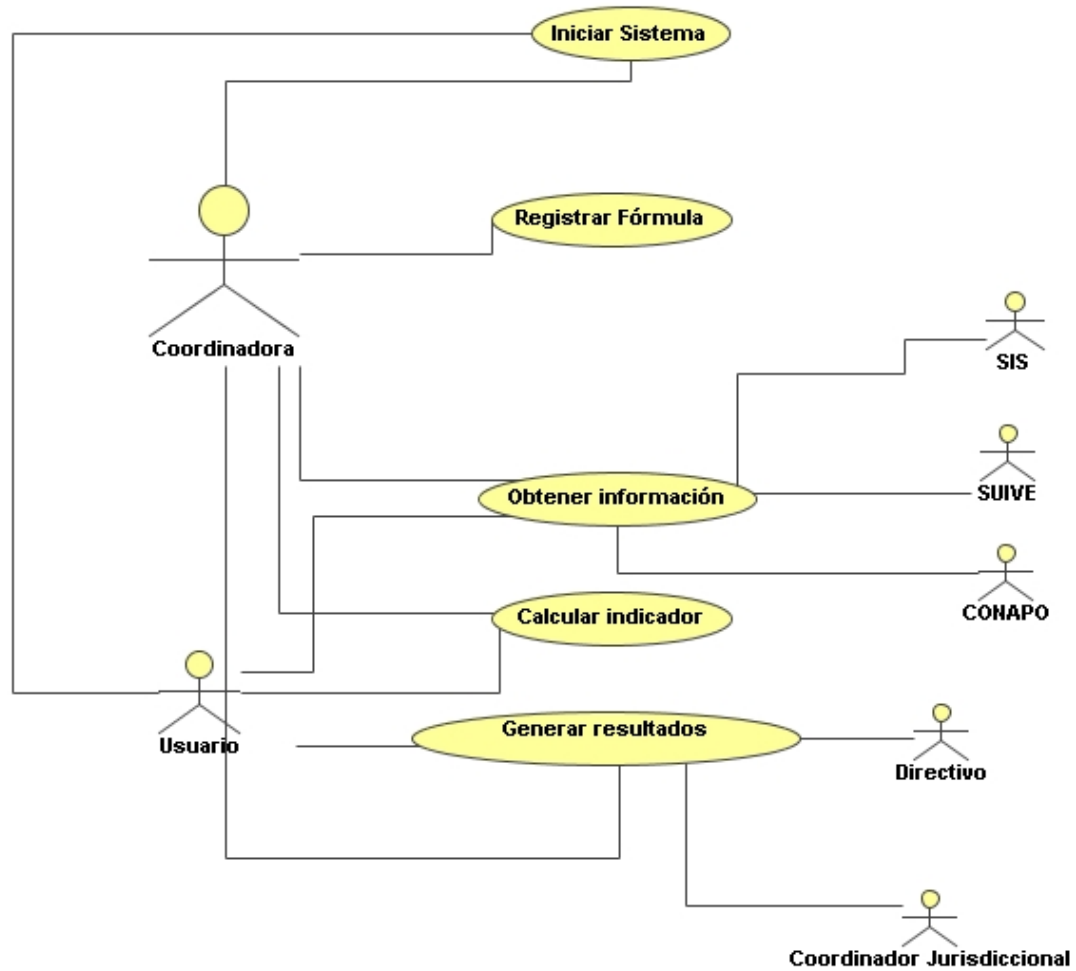 Iniciar Sistema
Registrar Fórmula
Coordinadora
SIS
Obtener información
SUIVE
CONAPO
Calcular indicador
Usuario
Generar resultados
Directivo
Coordinador Jurisdiccional